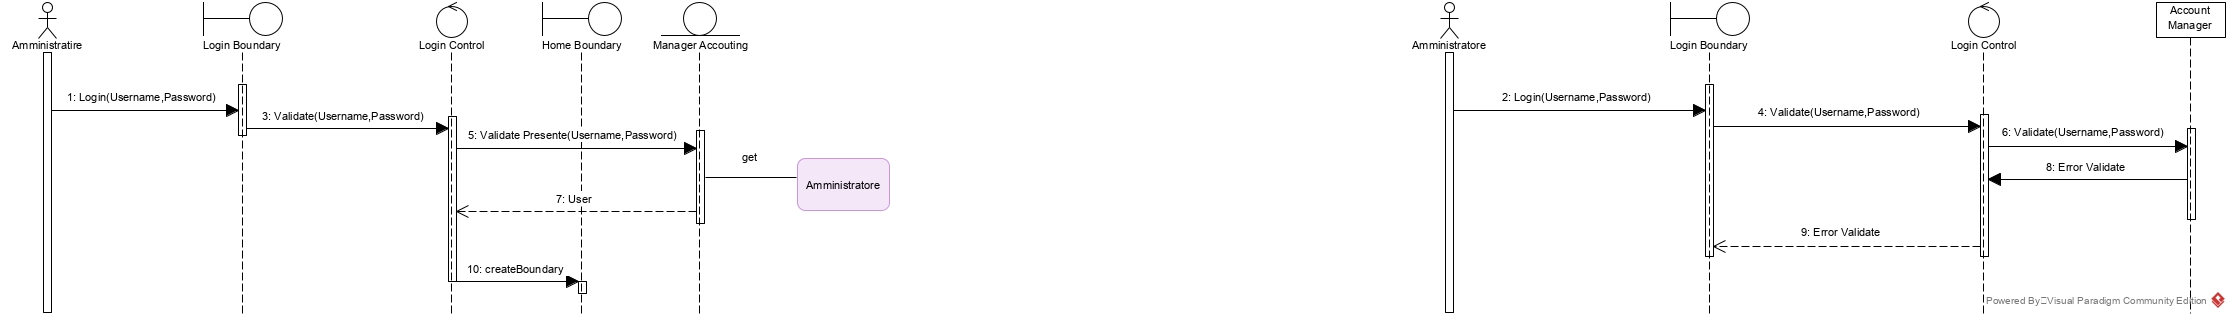 Amministratire
Login Boundary
Login Control
Home Boundary
Manager Accouting
1: Login(Username,Password)
3: Validate(Username,Password)
5: Validate Presente(Username,Password)
get
Amministratore
7: User
10: createBoundary
Amministratore
Login Boundary
Login Control
Account
Manager
2: Login(Username,Password)
4: Validate(Username,Password)
6: Validate(Username,Password)
8: Error Validate
9: Error Validate
Powered By Visual Paradigm Community Edition